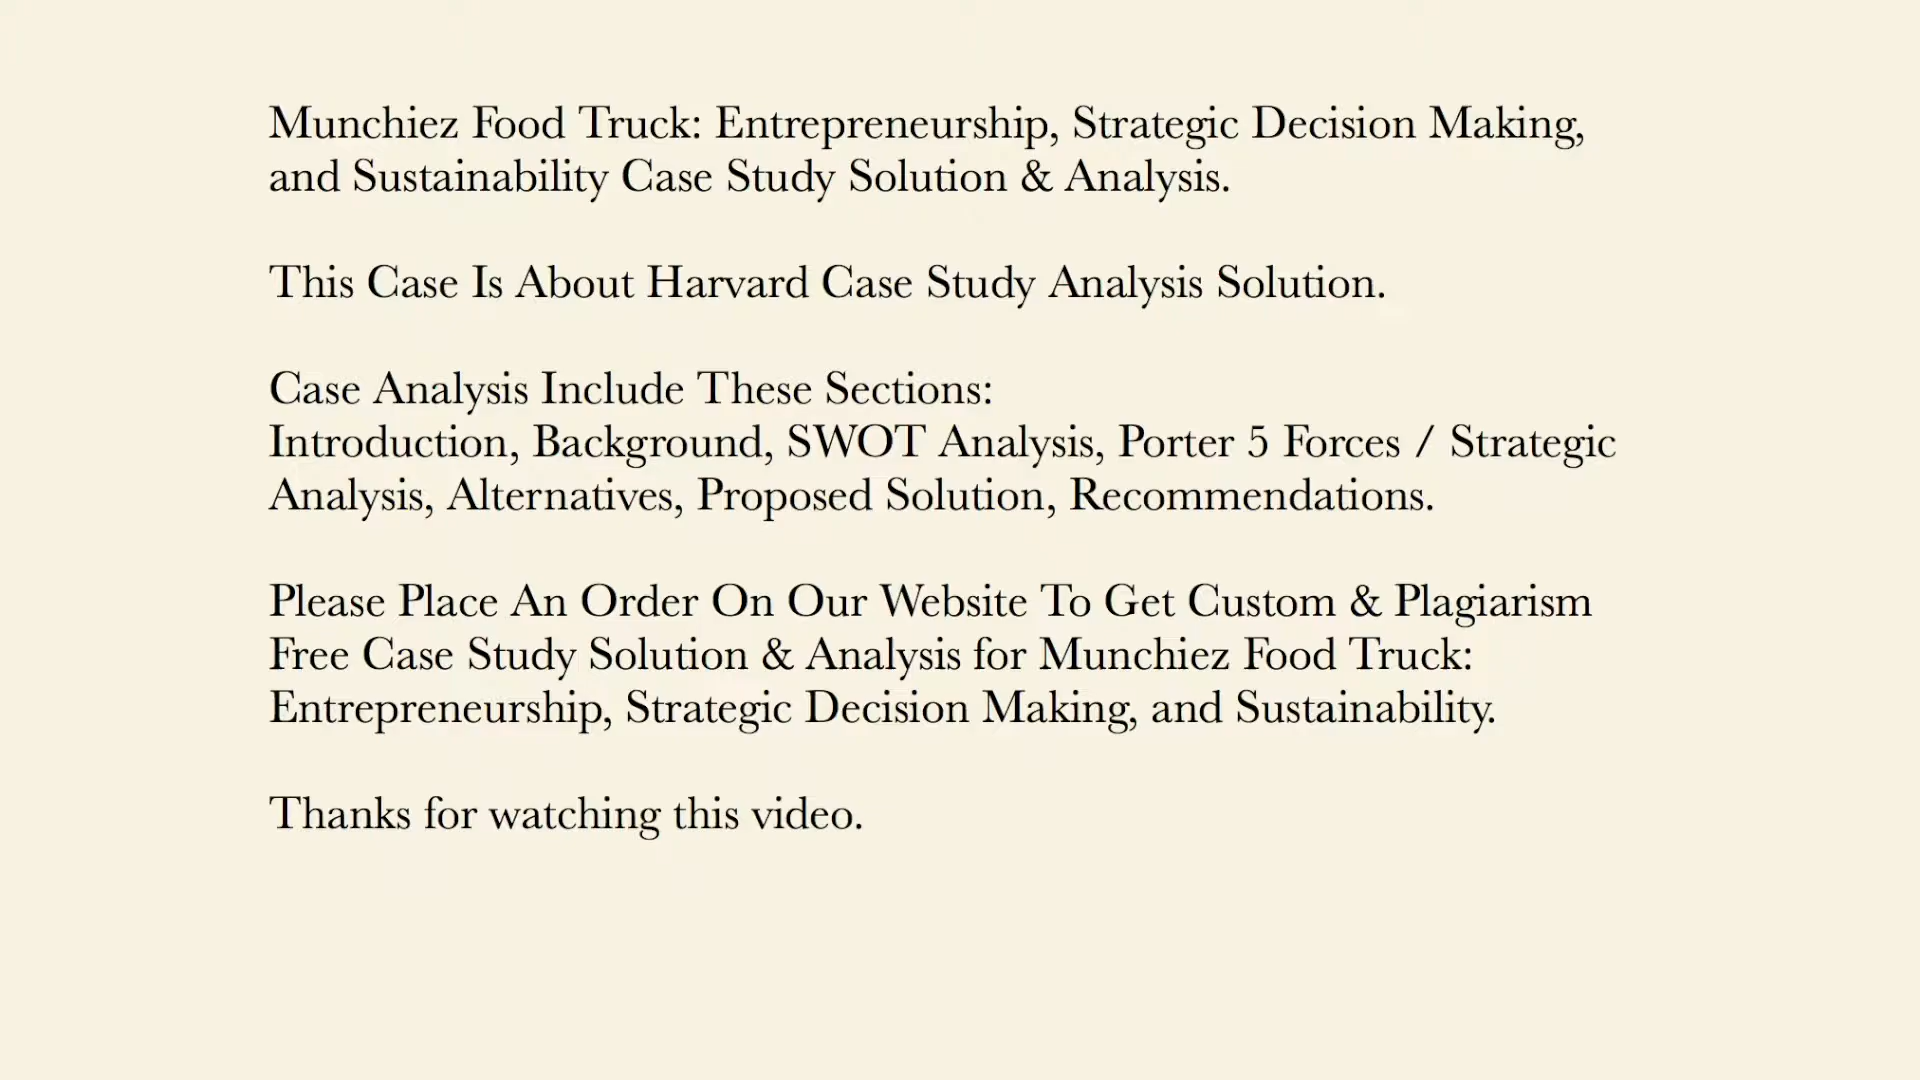 Munchiez Food Truck: Entrepreneurship, Strategic Decision Making,
and Sustainability Case Study Solution & Analysis.
This Case Is About Harvard Case Study Analysis Solution.
Case Analysis Include These Sections:
Introduction, Background, SWOT Analysis, Porter 5 Forces / Strategic
Analysis, Alternatives, Proposed Solution, Recommendations.
Please Place An Order On Our Website To Get Custom & Plagiarism
Free Case Study Solution & Analysis for Munchiez Food Truck:
Entrepreneurship, Strategic Decision Making, and Sustainability.
Thanks for watching this video.